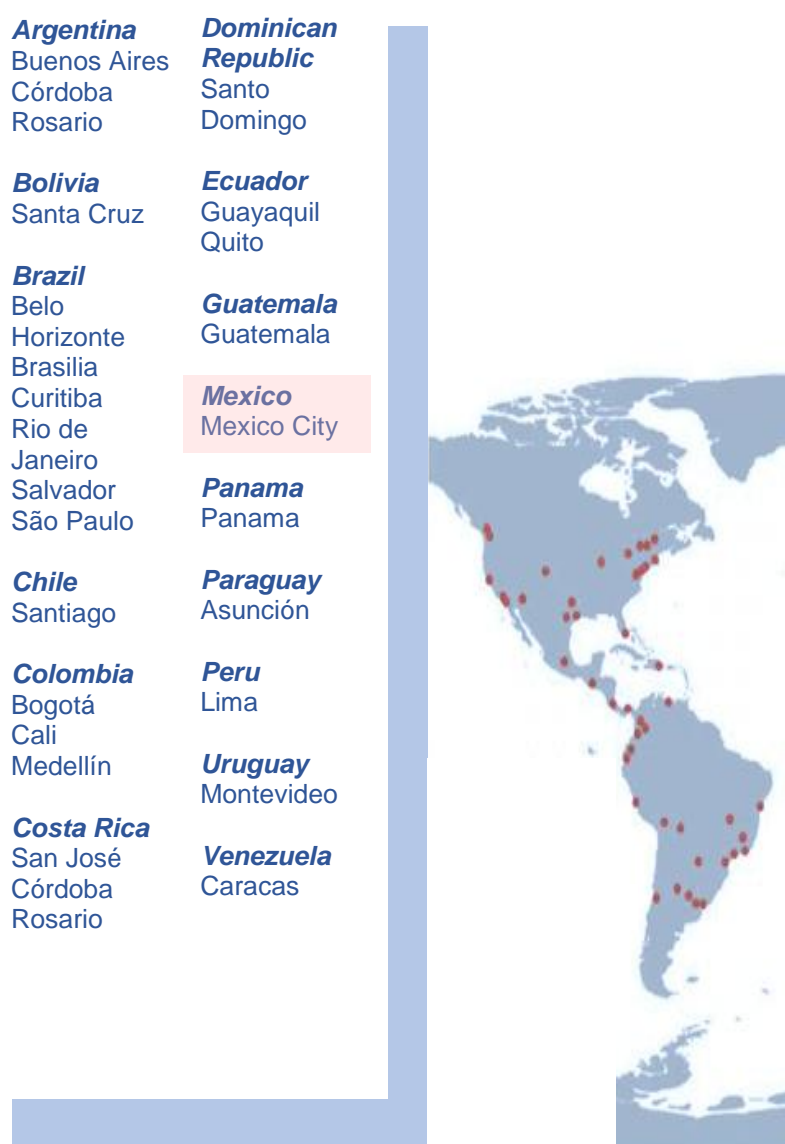 Argentina
Buenos Aires
Córdoba
Rosario
Bolivia
Santa Cruz
Brazil
Belo
Horizonte
Brasilia
Curitiba
Rio de
Janeiro
Salvador
São Paulo
Chile
Santiago
Colombia
Bogotá
Cali
Medellín
Costa Rica
San José
Córdoba
Rosario
Dominican
Republic
Santo
Domingo
Ecuador
Guayaquil
Quito
Guatemala
Guatemala
Mexico
Mexico City
Panama
Panama
Paraguay
Asunción
Peru
Lima
Uruguay
Montevideo
Venezuela
Caracas